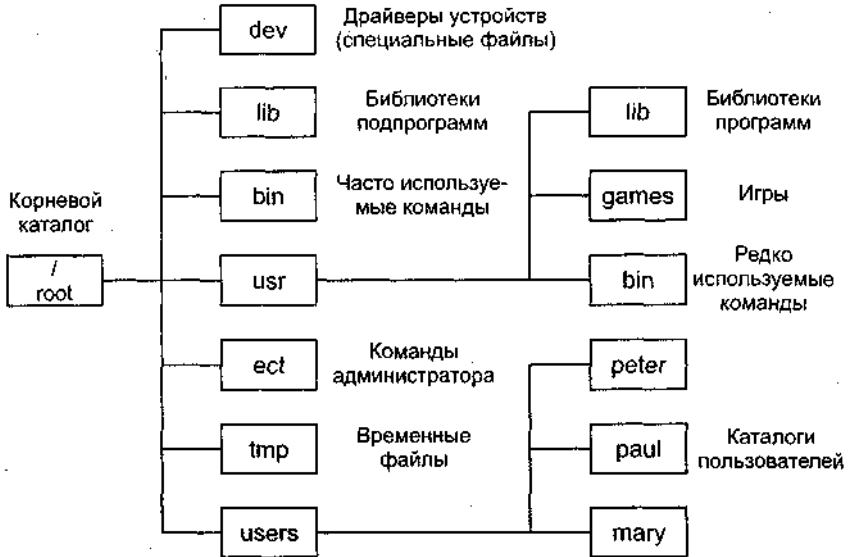 dev
Драйверы устройств
(специальные файлы)
lib
Библиотеки
подпрограмм
lib
Библиотеки
программ
bin
Часто используе-
мые команды
games
Игры
Корневой
каталог
/
root
usr
bin
Редко
используемые
команды
ect
Команды
администратора
peter
tmp
Временные
файлы
paul
Каталоги
пользователей
users
mary